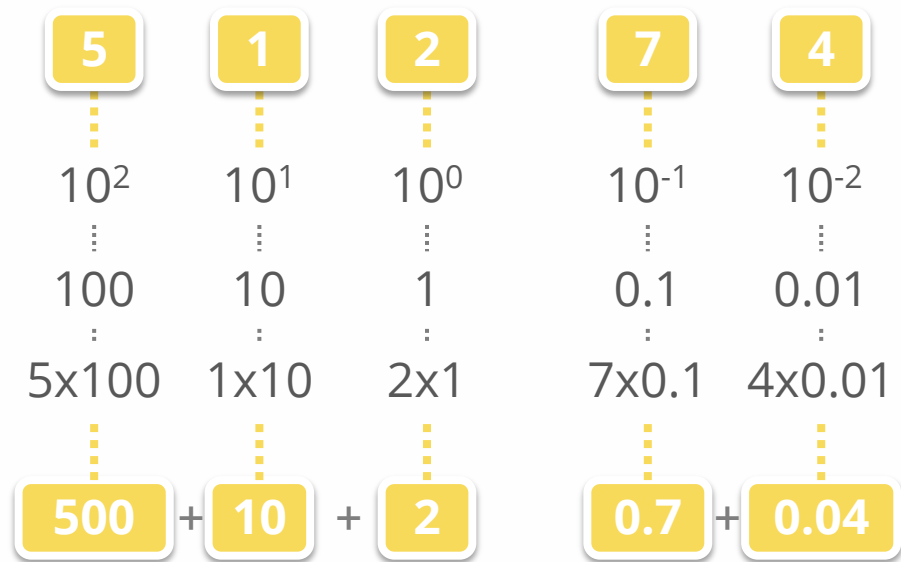 5 1 2 7 4
10² 10¹ 10⁰ 10⁻¹ 10⁻²
100 10 1 0.1 0.01
5x100 1x10 2x1 7x0.1 4x0.01
500 + 10 + 2 0.7 + 0.04